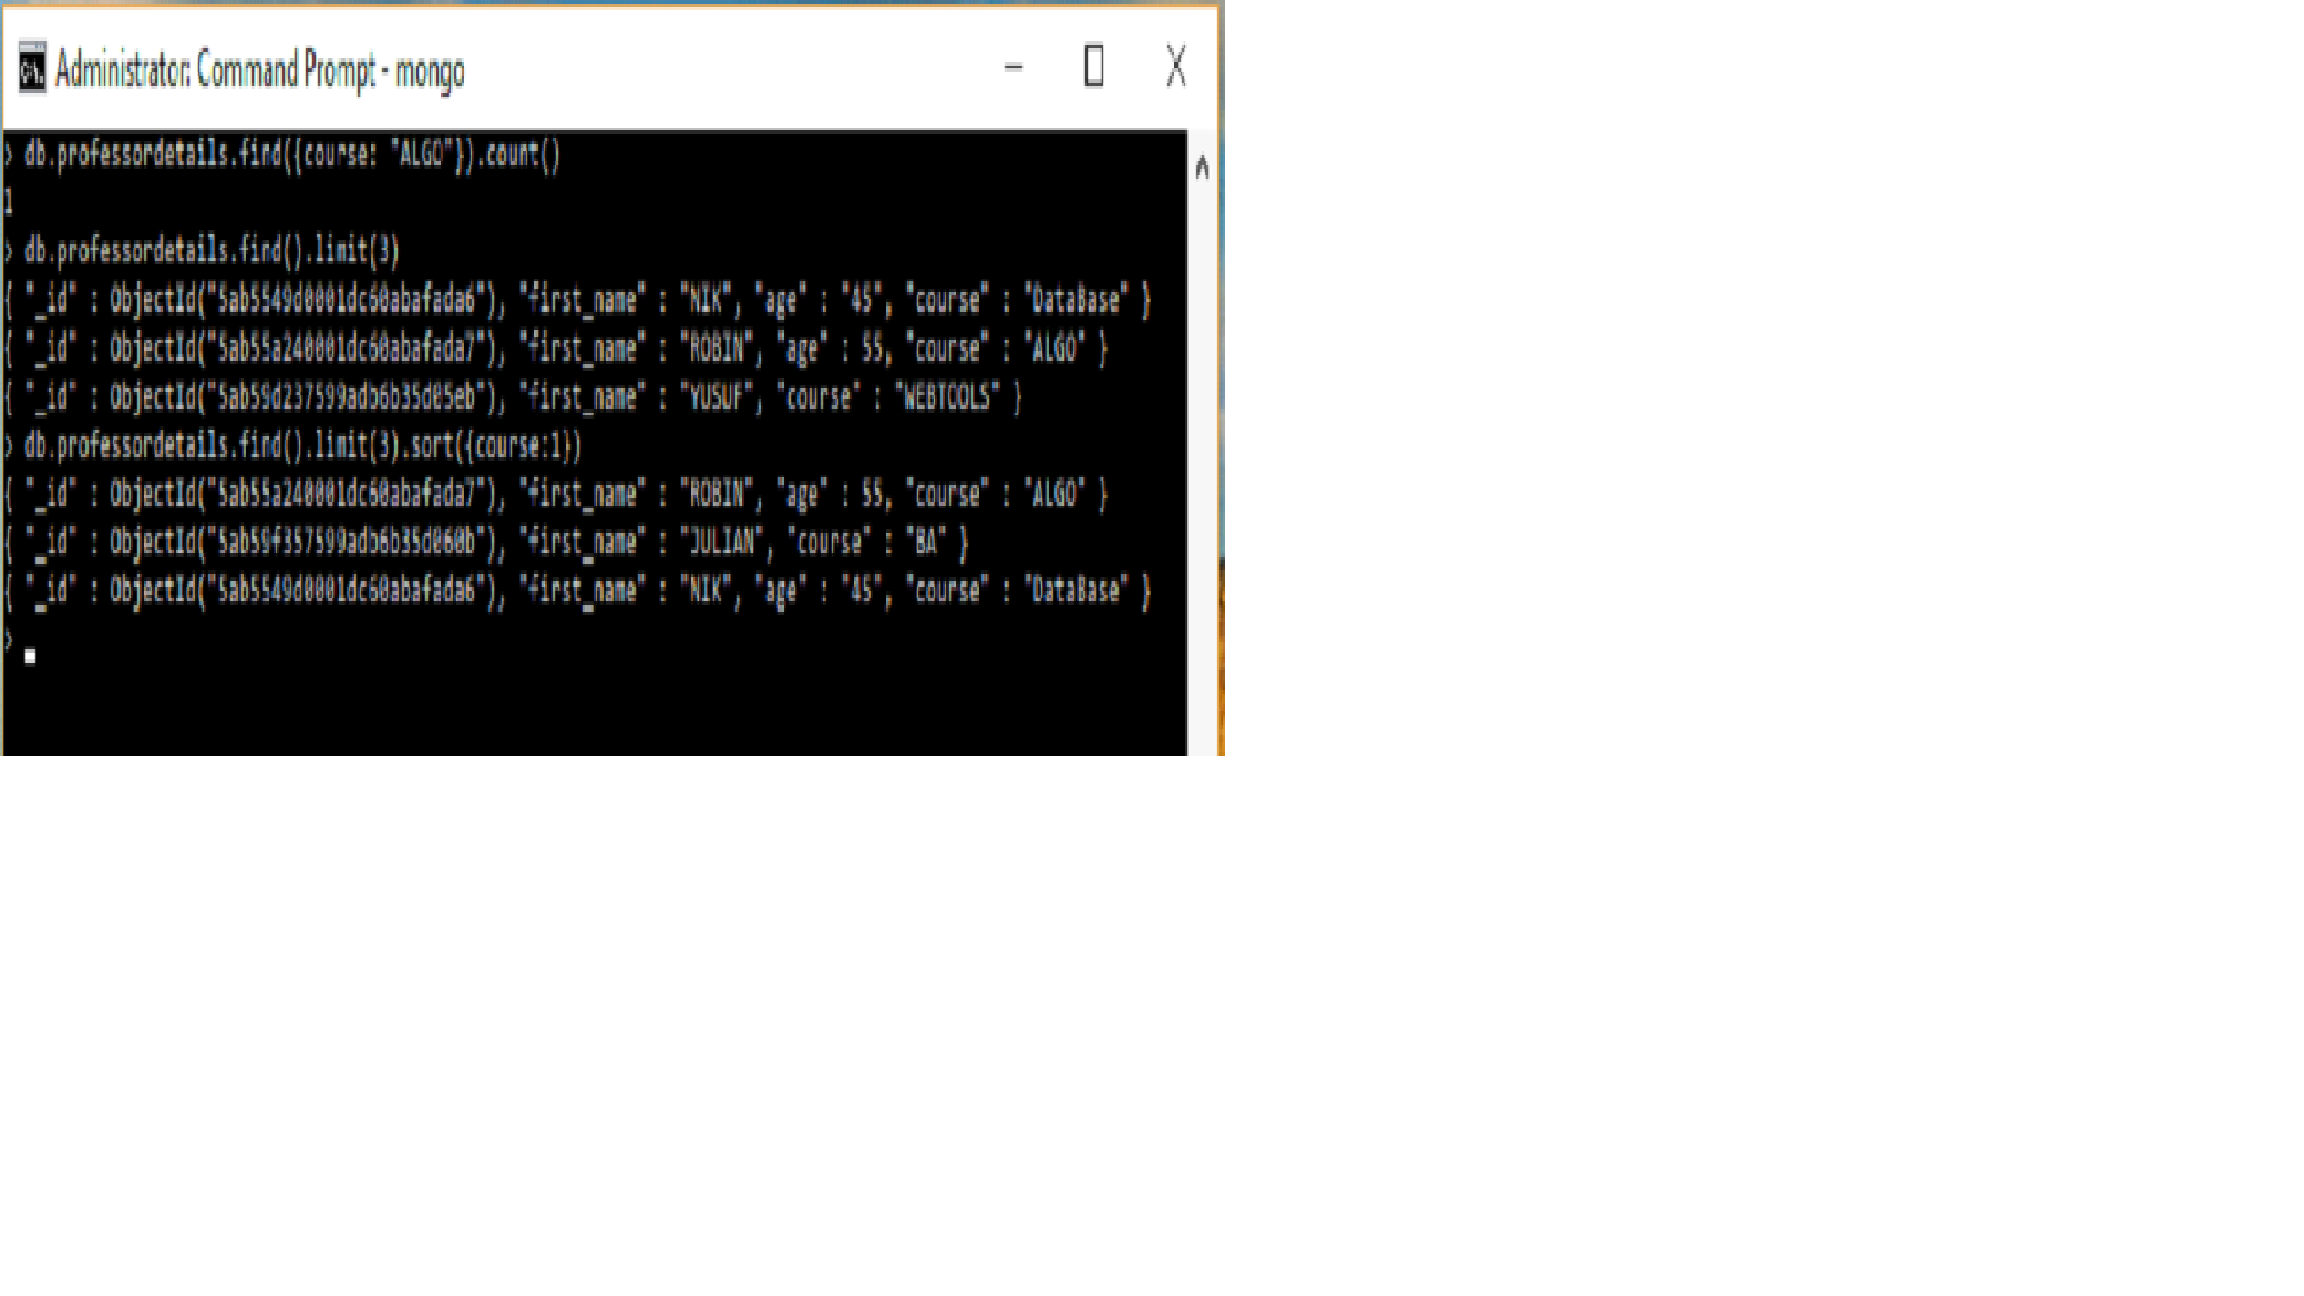 Administrator: Command Prompt - mongo
> db.professordetails.find({course: "ALGO"}).count()
1
> db.professordetails.find().limit(3)
{ "_id" : ObjectId("5ab5549d0001dc60abafada6"), "first_name" : "NIK", "age" : "45", "course" : "DataBase" }
{ "_id" : ObjectId("5ab55a240001dc60abafada7"), "first_name" : "ROBIN", "age" : 55, "course" : "ALGO" }
{ "_id" : ObjectId("5ab59d237599adb6b35d05eb"), "first_name" : "YUSUF", "course" : "WEBTOOLS" }
> db.professordetails.find().limit(3).sort({course:1})
{ "_id" : ObjectId("5ab55a240001dc60abafada7"), "first_name" : "ROBIN", "age" : 55, "course" : "ALGO" }
{ "_id" : ObjectId("5ab59f357599adb6b35d060b"), "first_name" : "JULIAN", "course" : "BA" }
{ "_id" : ObjectId("5ab5549d0001dc60abafada6"), "first_name" : "NIK", "age" : "45", "course" : "DataBase" }
>